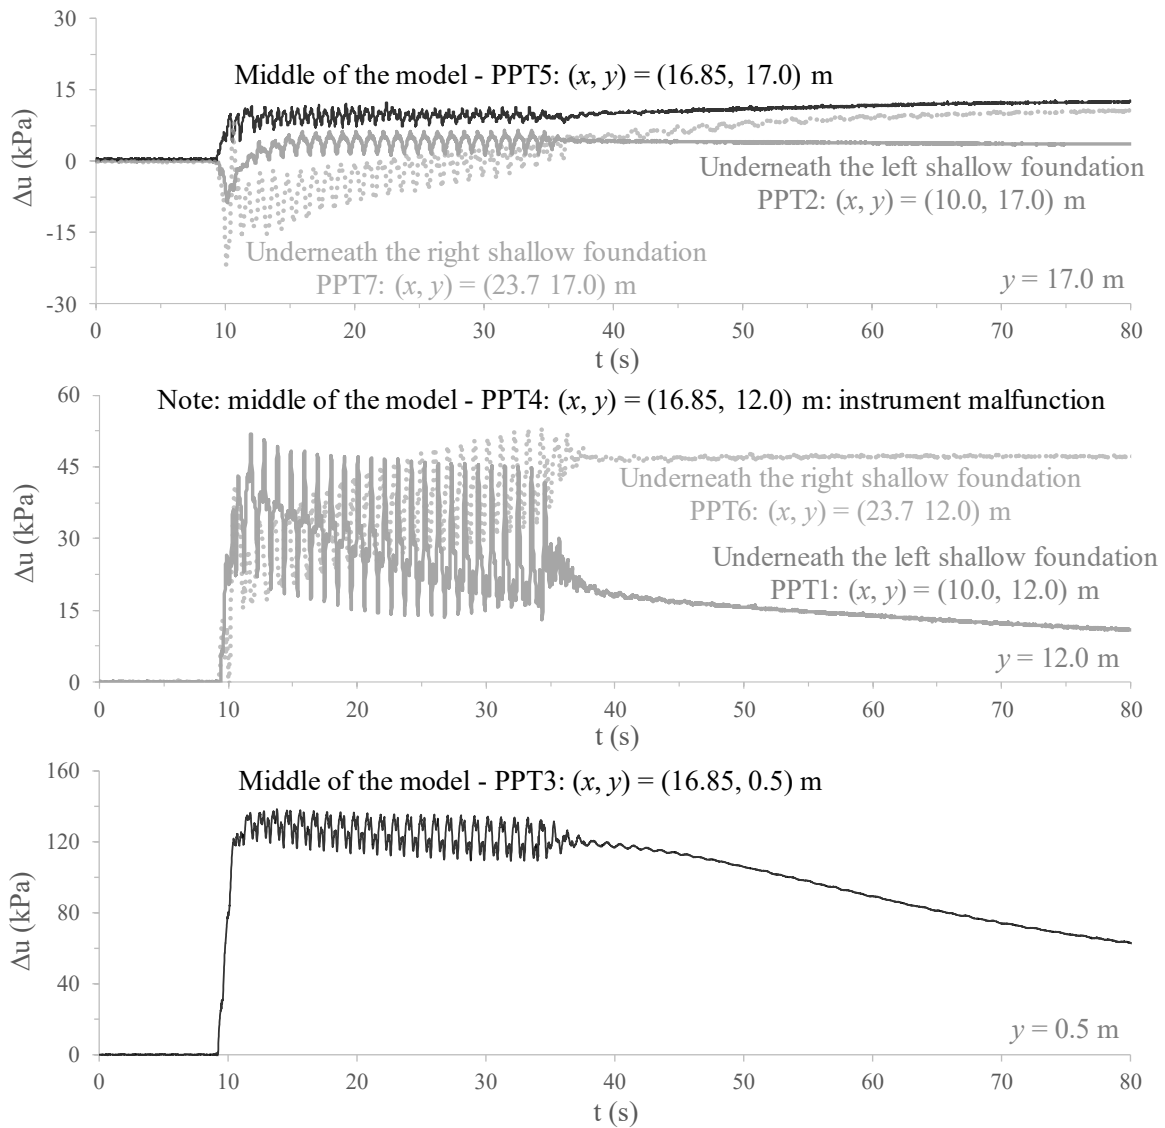 30
Middle of the model - PPT5: (x, y) = (16.85, 17.0) m
15
0
Δu (kPa)
Underneath the left shallow foundation
PPT2: (x, y) = (10.0, 17.0) m
-15
Underneath the right shallow foundation
PPT7: (x, y) = (23.7 17.0) m
y = 17.0 m
-30
0 10 20 30 40 50 60 70 80
t (s)
60
Note: middle of the model - PPT4: (x, y) = (16.85, 12.0) m: instrument malfunction
45
Underneath the right shallow foundation
PPT6: (x, y) = (23.7 12.0) m
Δu (kPa)
30
Underneath the left shallow foundation
PPT1: (x, y) = (10.0, 12.0) m
15
y = 12.0 m
0
0 10 20 30 40 50 60 70 80
t (s)
160
Middle of the model - PPT3: (x, y) = (16.85, 0.5) m
120
Δu (kPa)
80
40
y = 0.5 m
0
0 10 20 30 40 50 60 70 80
t (s)